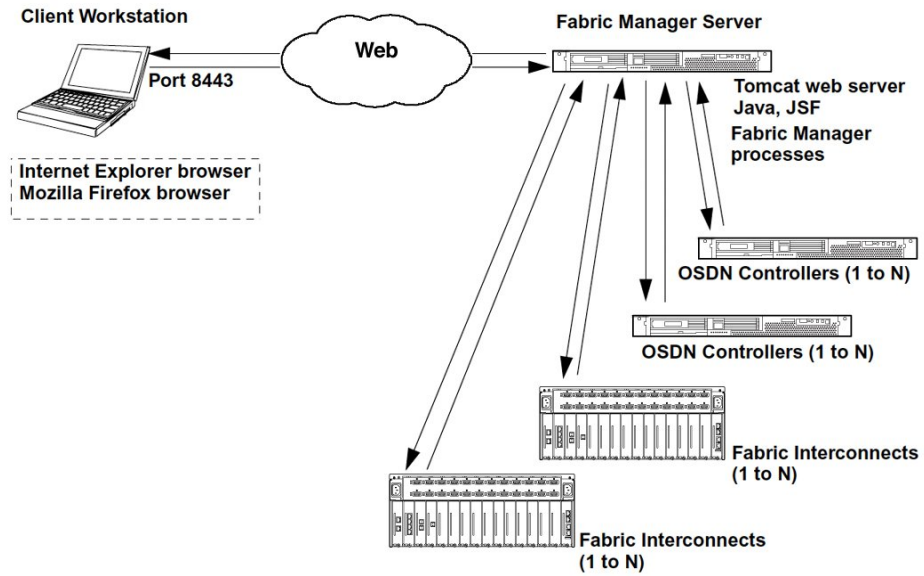 Client Workstation
Fabric Manager Server
Web
Port 8443
Tomcat web server
Java, JSF
Fabric Manager
processes
Internet Explorer browser
Mozilla Firefox browser
OSDN Controllers (1 to N)
OSDN Controllers (1 to N)
Fabric Interconnects
(1 to N)
Fabric Interconnects
(1 to N)